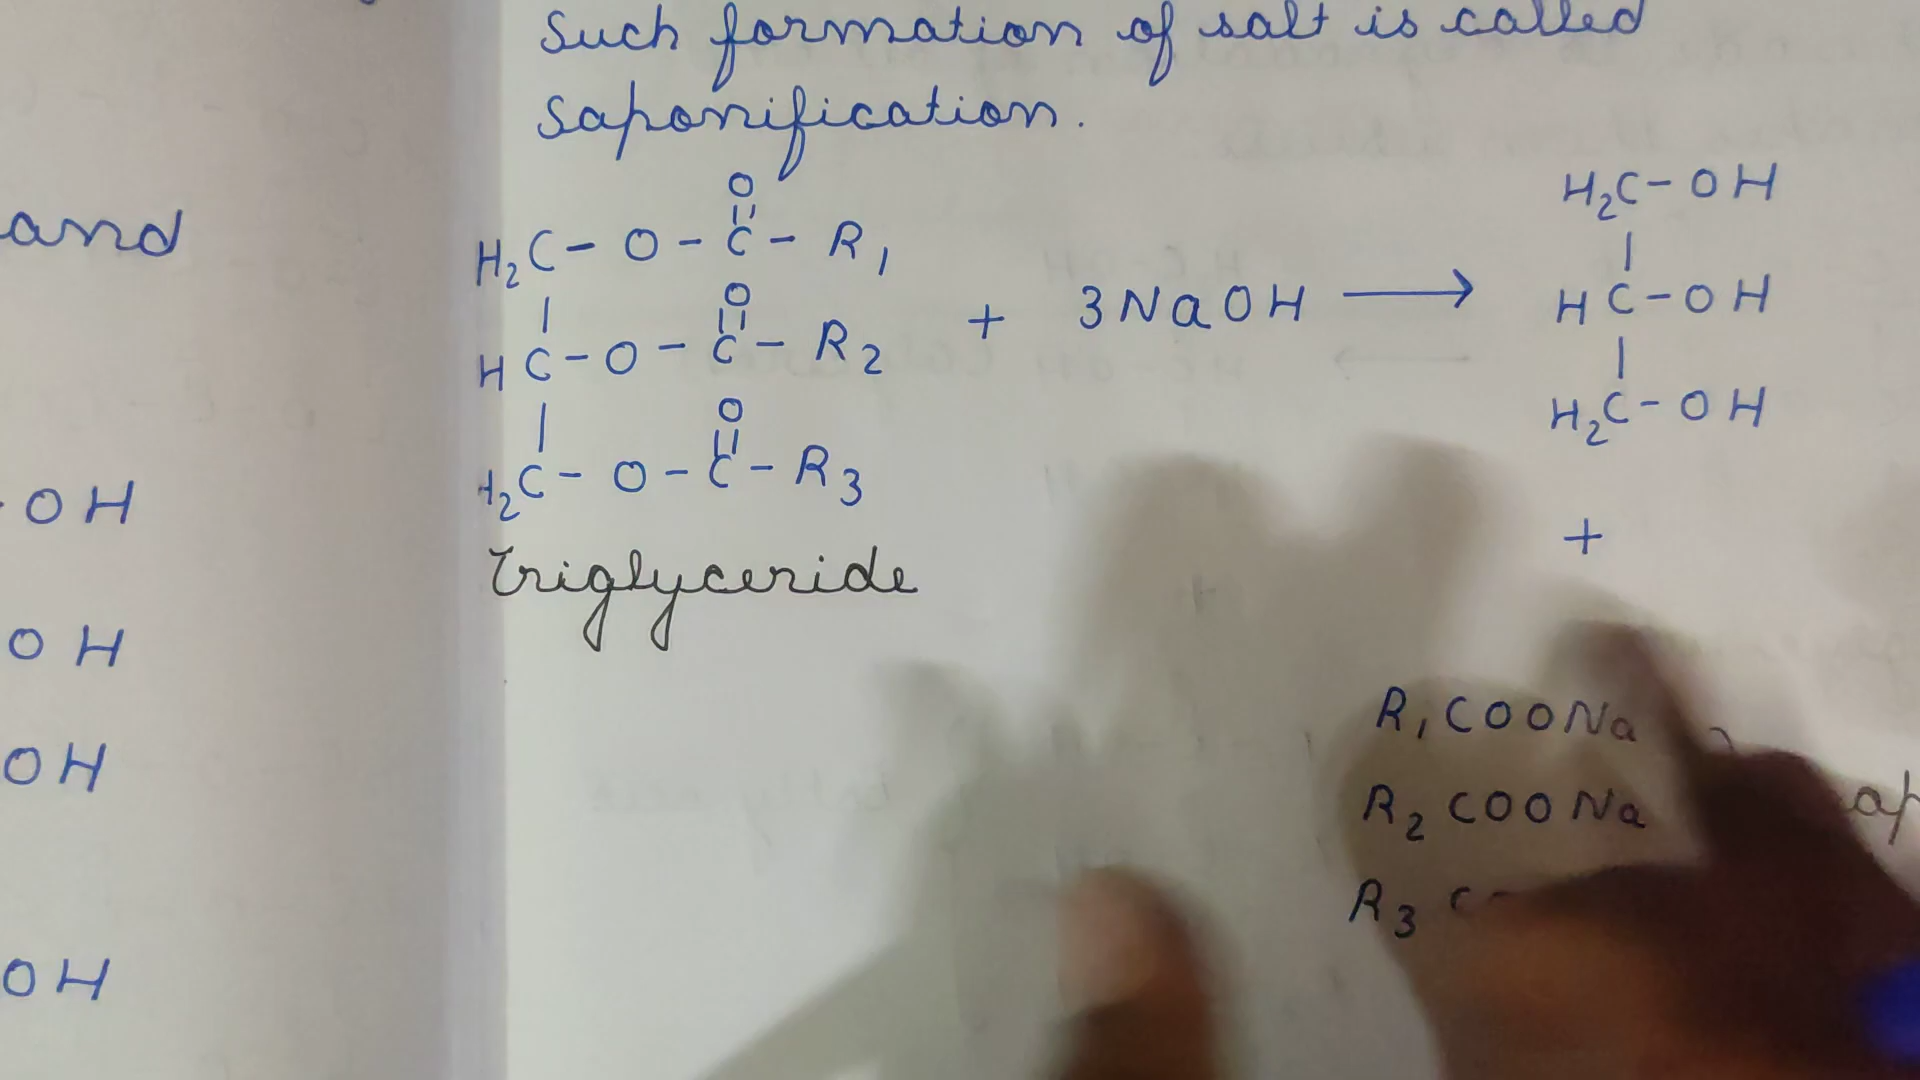 and
OH
OH
OH
OH
Such formation of salt is called
saponification.
O
||
H₂C - O - C - R₁
|
O
||
HC - O - C - R₂
|
O
||
H₂C - O - C - R₃
Triglyceride
+ 3NaOH ⟶
H₂C - OH
|
HC - OH
|
H₂C - OH
+
R₁COONa
R₂COONa
R₃